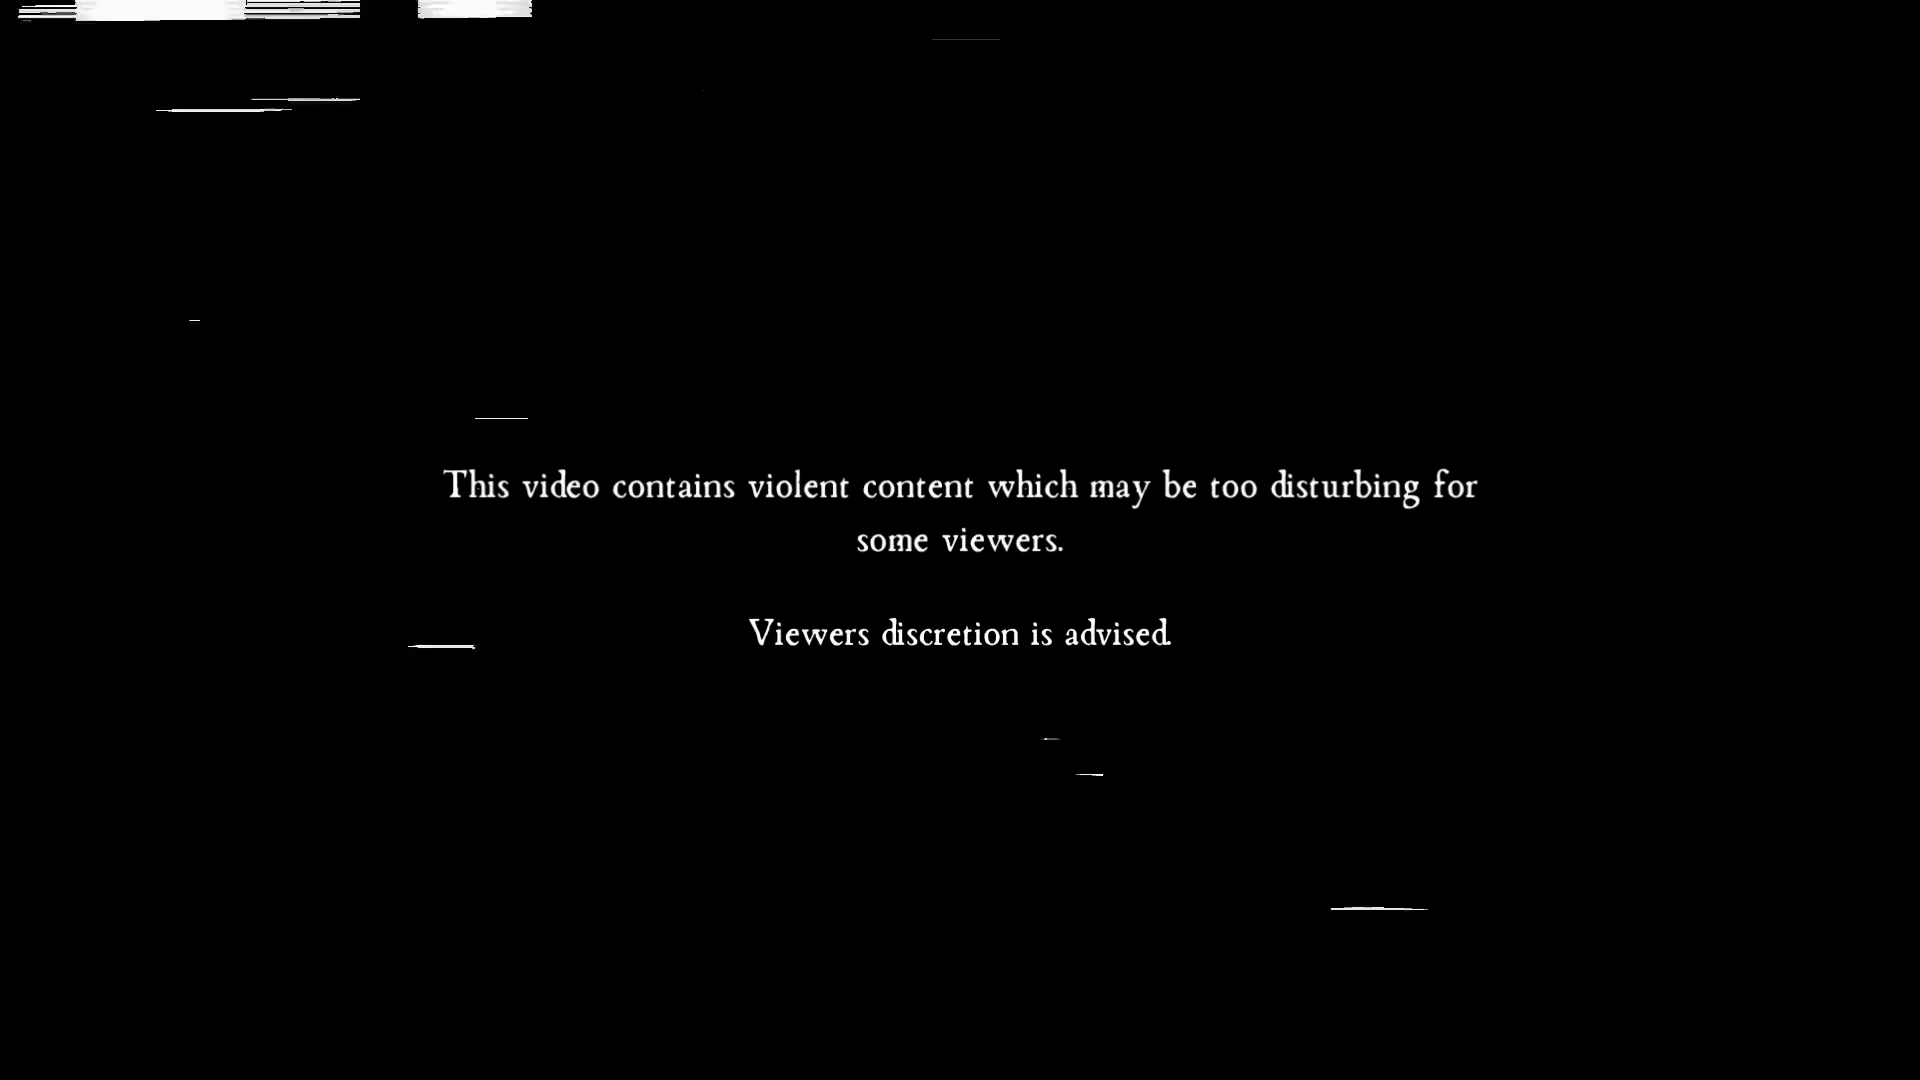 This video contains violent content which may be too disturbing for
some viewers.
Viewers discretion is advised.